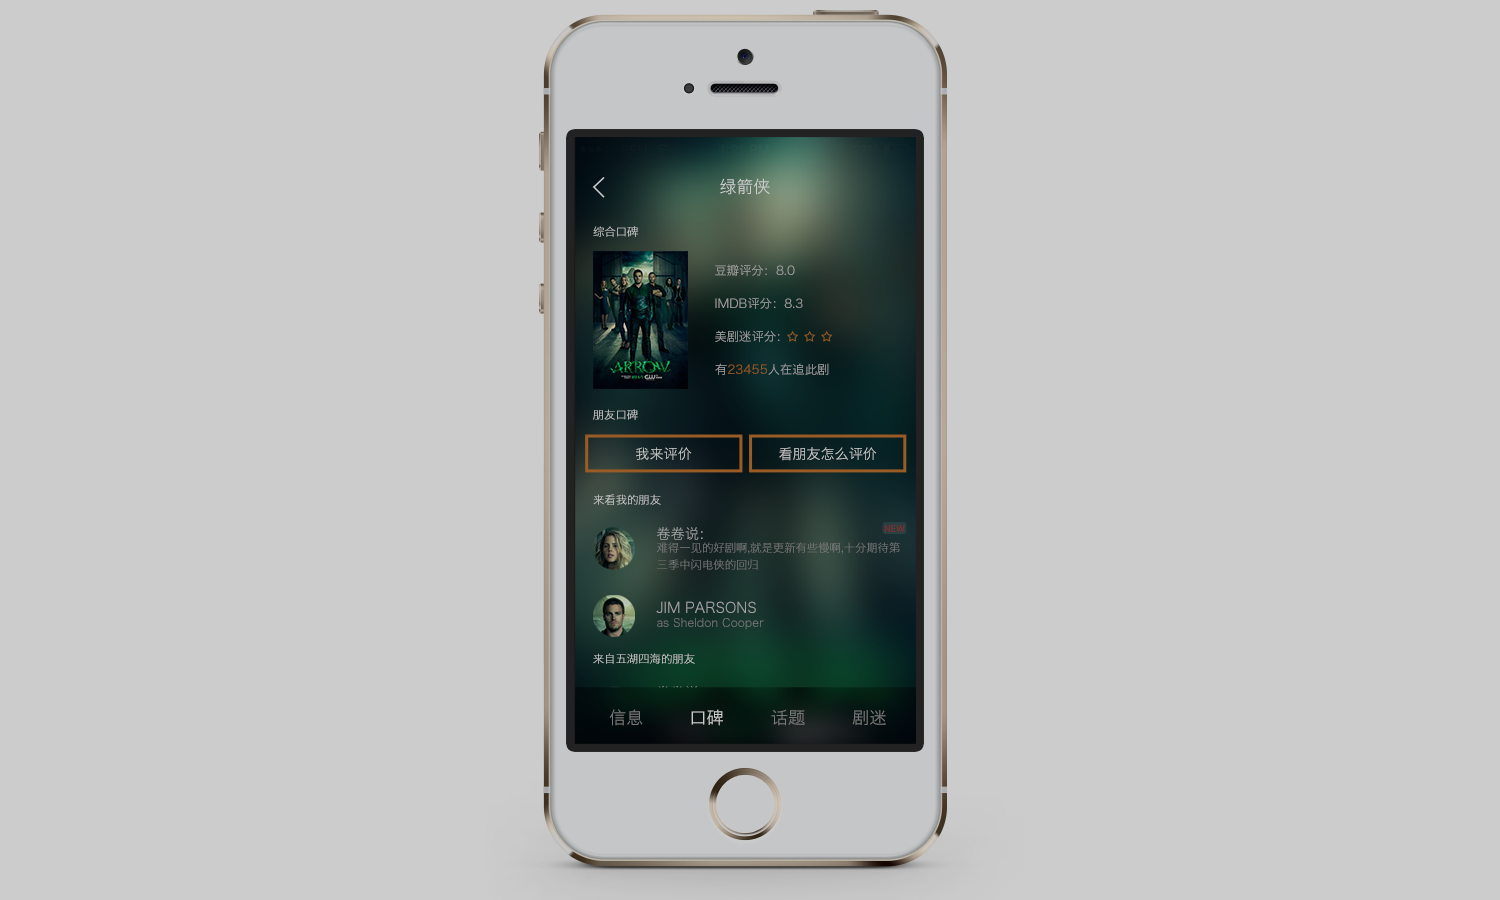 绿箭侠
综合口碑
豆瓣评分：8.0
IMDB评分：8.3
美剧迷评分：
有23455人在追此剧
ARROW
朋友口碑
我来评价
看朋友怎么评价
来看我的朋友
卷卷说：
NEW
难得一见的好剧啊,就是更新有些慢啊,十分期待第
三季中闪电侠的回归
JIM PARSONS
as Sheldon Cooper
来自五湖四海的朋友
信息
口碑
话题
剧迷